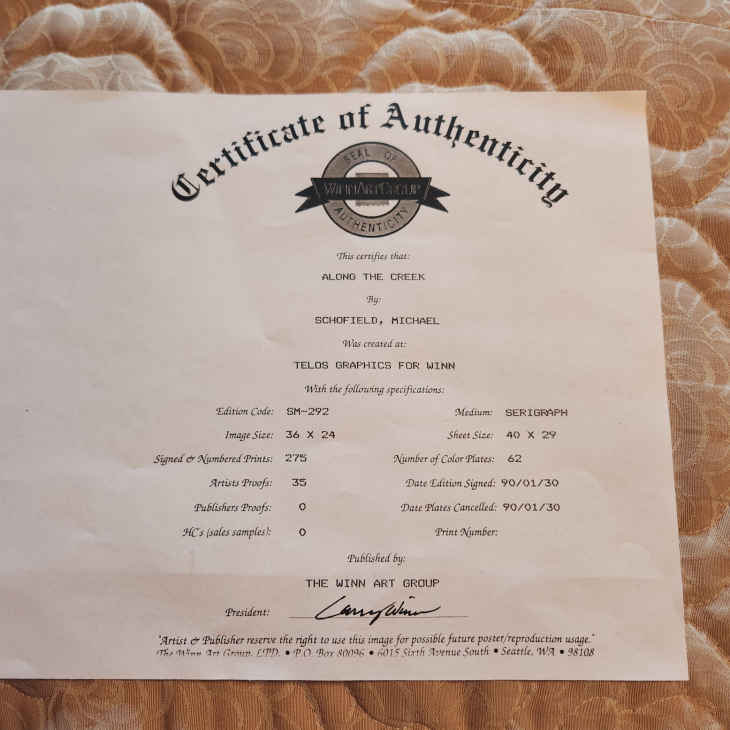 Certificate of Authenticity
SEAL OF
WINN ART GROUP
AUTHENTICITY
This certifies that:
ALONG THE CREEK
By:
SCHOFIELD, MICHAEL
Was created at:
TELOS GRAPHICS FOR WINN
With the following specifications:
Edition Code: SM-292 Medium: SERIGRAPH
Image Size: 36 X 24 Sheet Size: 40 X 29
Signed & Numbered Prints: 275 Number of Color Plates: 62
Artists Proofs: 35 Date Edition Signed: 90/01/30
Publishers Proofs: 0 Date Plates Cancelled: 90/01/30
HC's (sales samples): 0 Print Number:
Published by:
THE WINN ART GROUP
President: Larry Winn
"Artist & Publisher reserve the right to use this image for possible future poster/reproduction usage."
The Winn Art Group, LTD. • P.O. Box 80096 • 6015 Sixth Avenue South • Seattle, WA • 98108